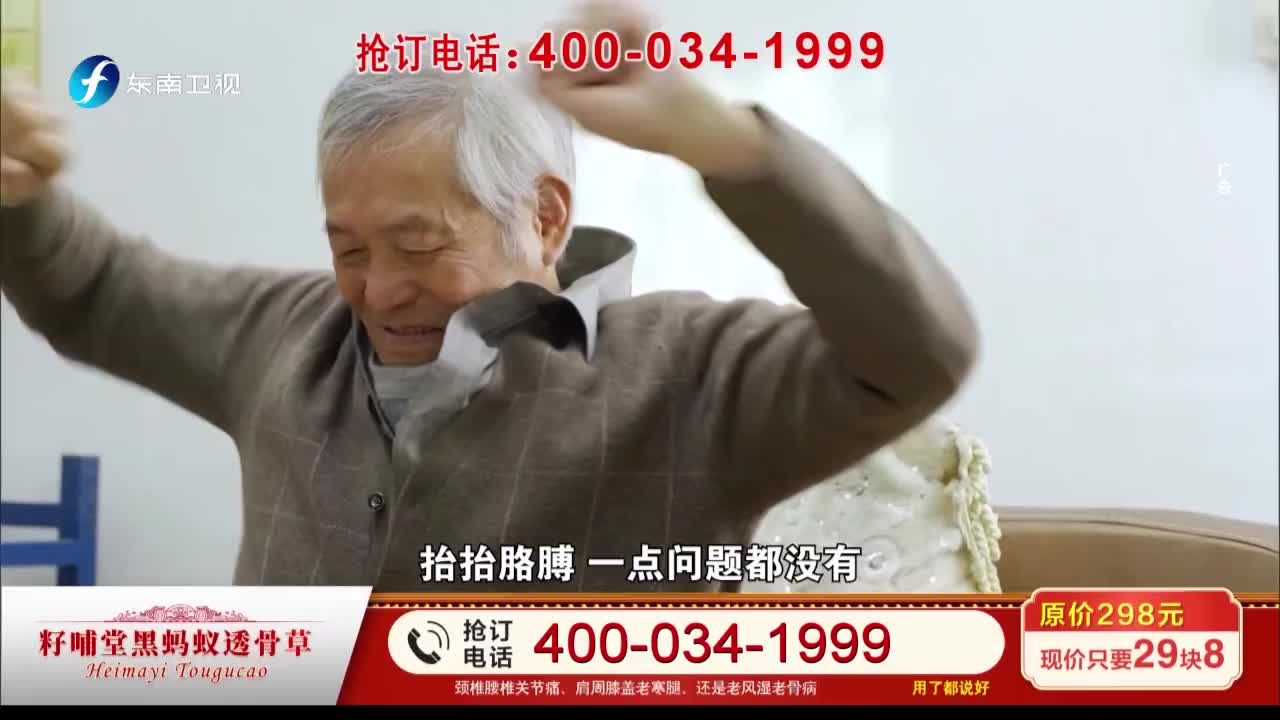 抢订电话:400-034-1999
东南卫视
广告
抬抬胳膊 一点问题都没有
籽哺堂黑蚂蚁透骨草
Heimayi Tougucao
抢订电话
400-034-1999
原价298元
现价只要29块8
颈椎腰椎关节痛、肩周膝盖老寒腿、还是老风湿老骨病
用了都说好